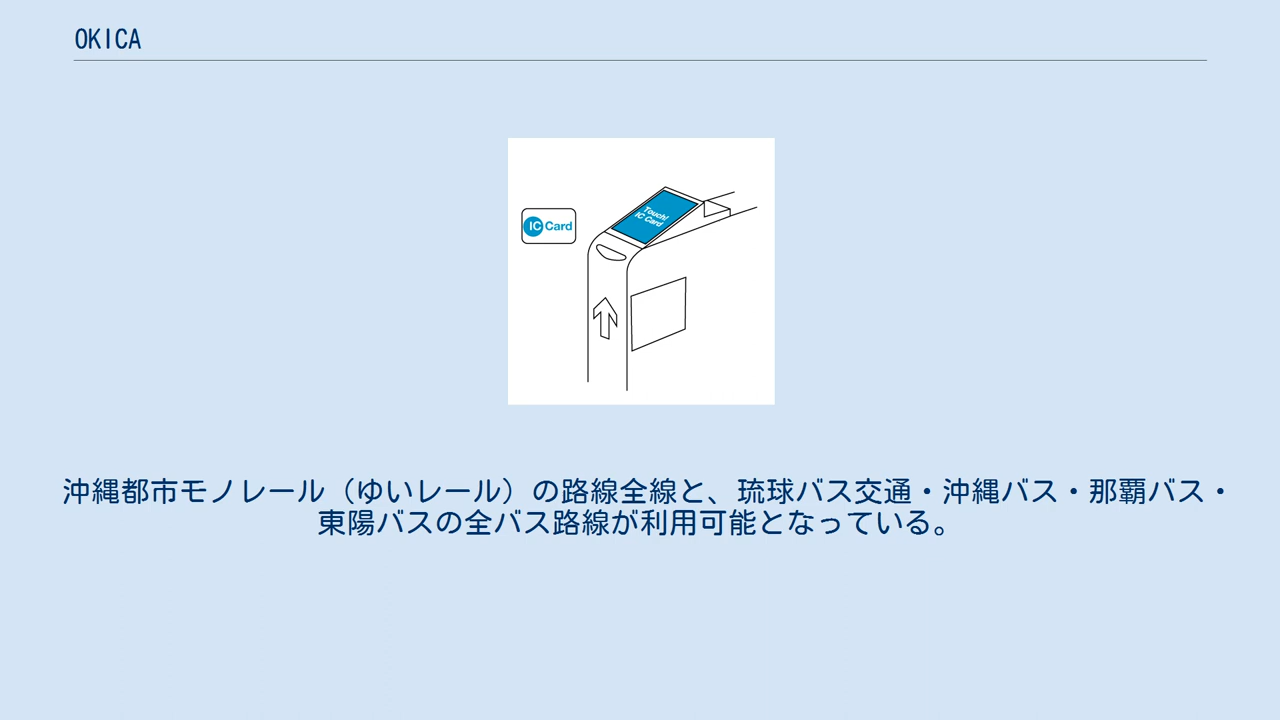 OKICA
IC Card
Touch!
IC Card
沖縄都市モノレール（ゆいレール）の路線全線と、琉球バス交通・沖縄バス・那覇バス・
東陽バスの全バス路線が利用可能となっている。